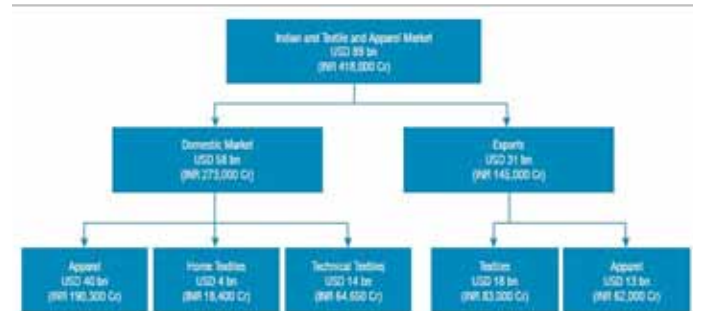 Indian and Textile and Apparel Market
USD 89 bn
(INR 418,000 Cr)
Domestic Market
USD 58 bn
(INR 273,000 Cr)
Exports
USD 31 bn
(INR 145,000 Cr)
Apparel
USD 40 bn
(INR 190,300 Cr)
Home Textiles
USD 4 bn
(INR 18,400 Cr)
Technical Textiles
USD 14 bn
(INR 64,650 Cr)
Textiles
USD 18 bn
(INR 83,000 Cr)
Apparel
USD 13 bn
(INR 62,000 Cr)